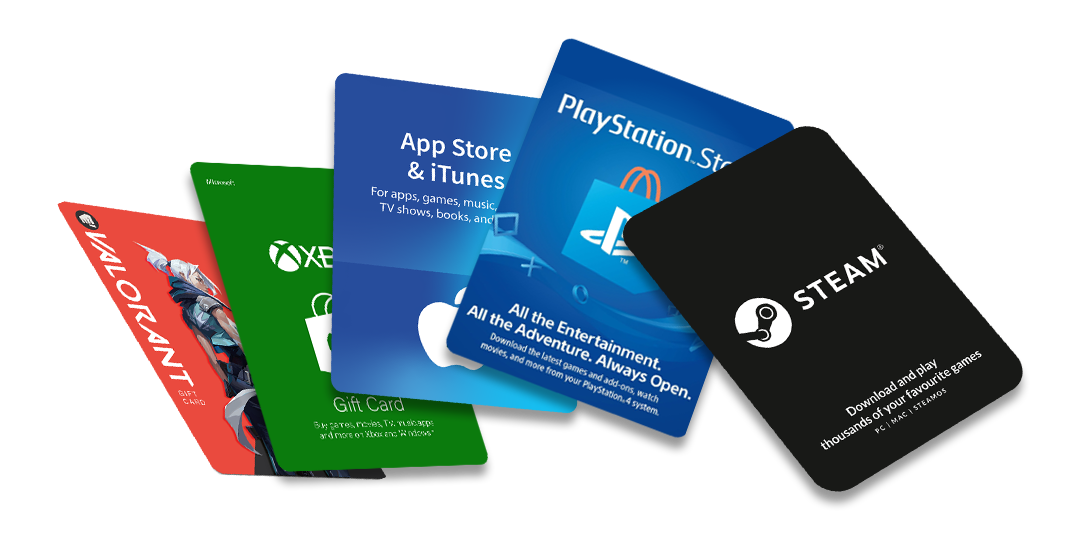 VALORANT
GIFT
CARD
Microsoft
XB
Gift Card
Buy games, movies, TV, music, apps
and more on Xbox and Windows*
App Store
& iTunes
For apps, games, music,
TV shows, books, and
PlayStation™Sto
TM
All the Entertainment.
All the Adventure. Always Open.
Download the latest games and add-ons, watch
movies, and more from your PlayStation®4 system.
STEAM®
Download and play
thousands of your favourite games
PC | MAC | STEAMOS